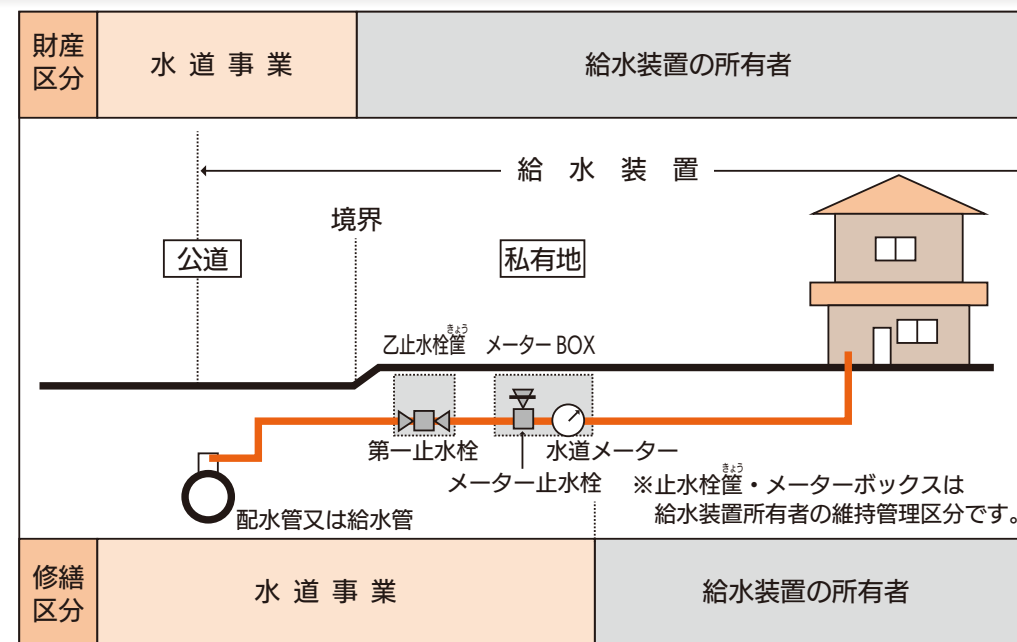 財産
区分
水道事業
給水装置の所有者
給水装置
境界
公道
私有地
きょう
乙止水栓筺 メーターBOX
第一止水栓
水道メーター
メーター止水栓
配水管又は給水管
きょう
※止水栓筺・メーターボックスは
給水装置所有者の維持管理区分です。
修繕
区分
水道事業
給水装置の所有者